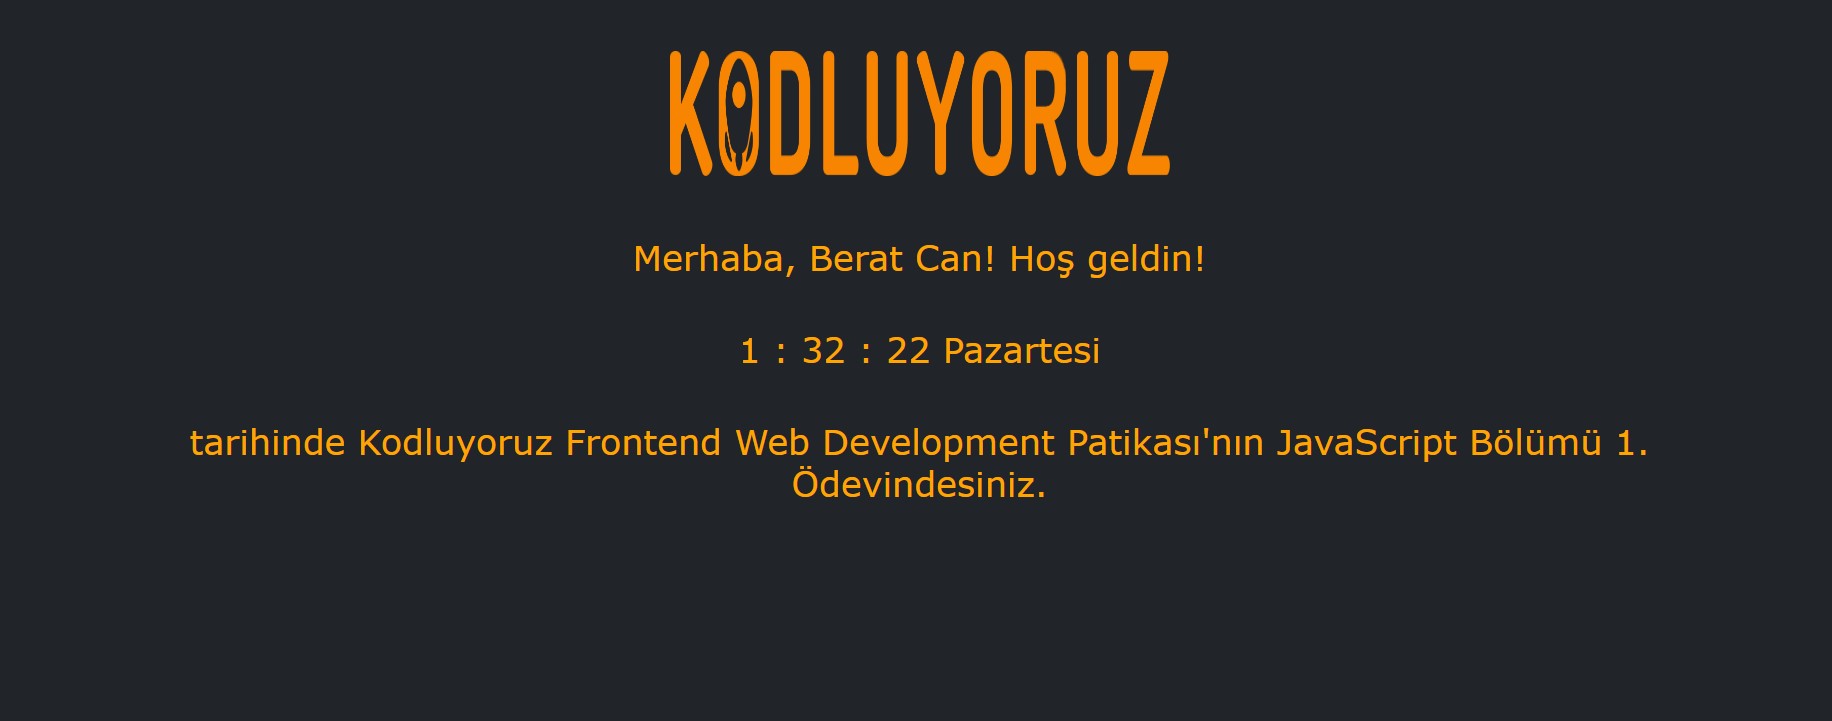 KODLUYORUZ
Merhaba, Berat Can! Hoş geldin!
1 : 32 : 22 Pazartesi
tarihinde Kodluyoruz Frontend Web Development Patikası'nın JavaScript Bölümü 1.
Ödevindesiniz.